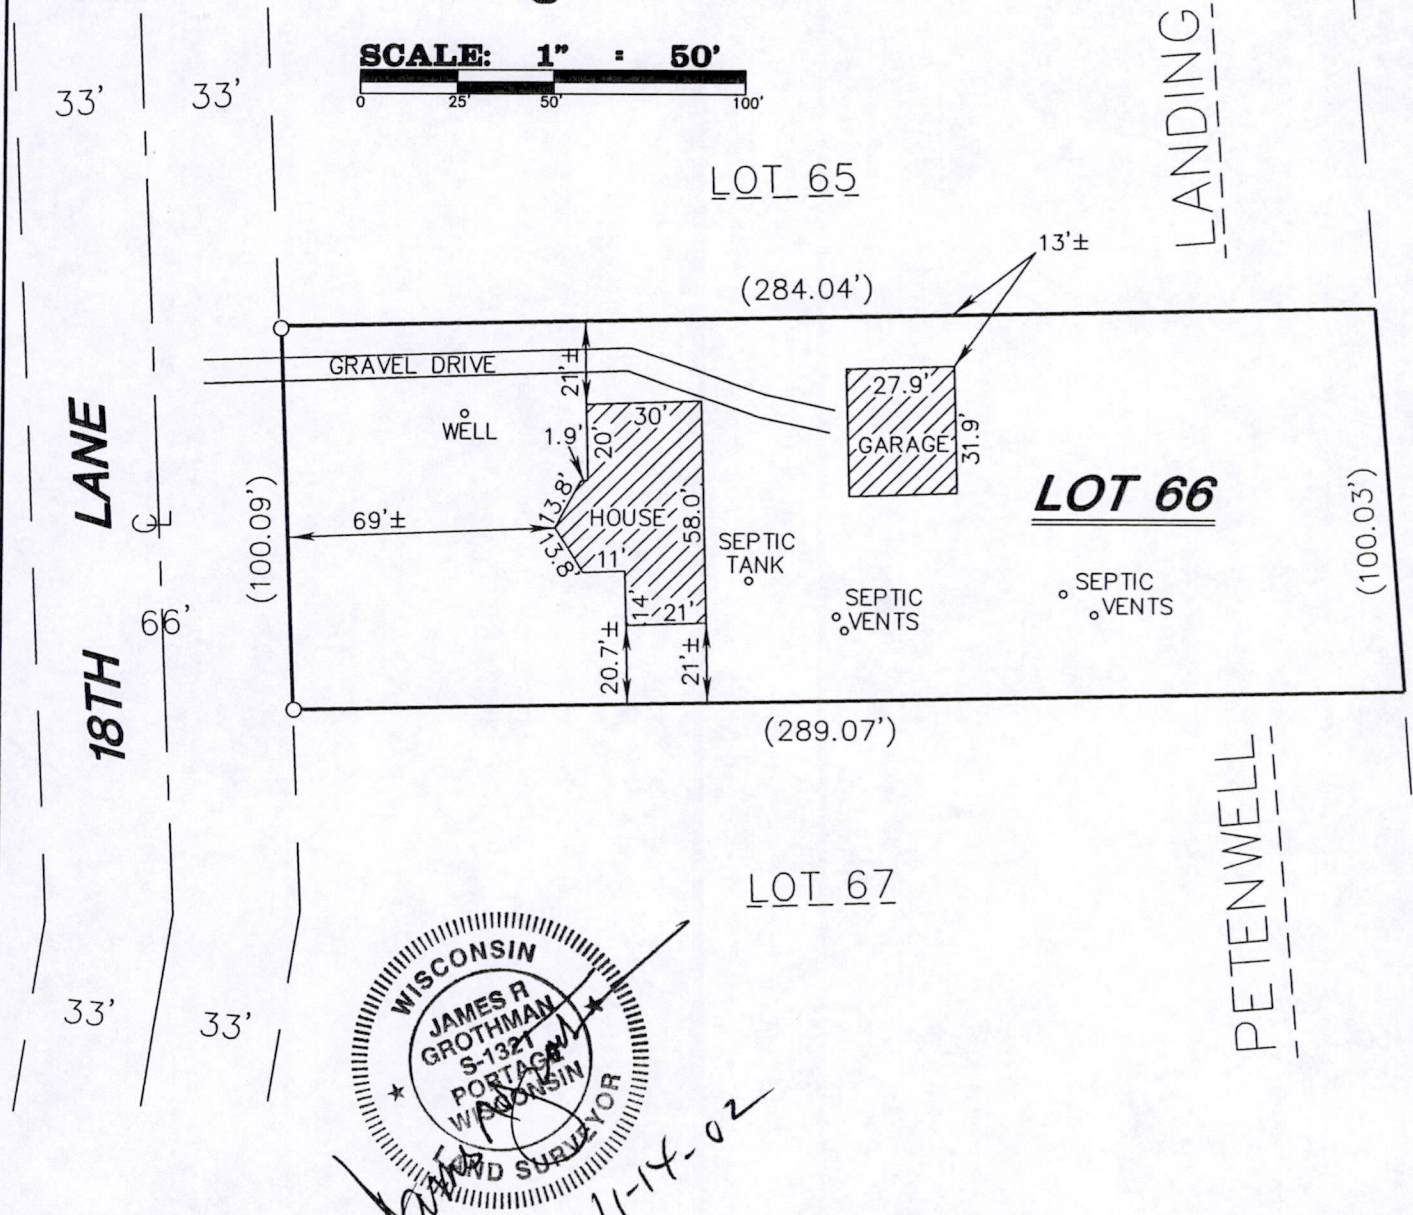 SCALE: 1" : 50'
0 25' 50' 100'
33' 33'
LANDING
LOT 65
13'±
(284.04')
GRAVEL DRIVE
21'±
WELL
30'
1.9'
20'
27.9'
GARAGE
31.9'
18TH LANE
(100.09')
69'±
13.8'
13.8'
HOUSE
58.0'
11'
14'
21'
SEPTIC
TANK
SEPTIC
VENTS
LOT 66
SEPTIC
VENTS
(100.03')
66'
20.7'±
21'±
(289.07')
PETENWELL
LOT 67
33' 33'
WISCONSIN
JAMES R
GROTHMAN
S-1321
PORTAGE
WISCONSIN
LAND SURVEYOR
11-14-02